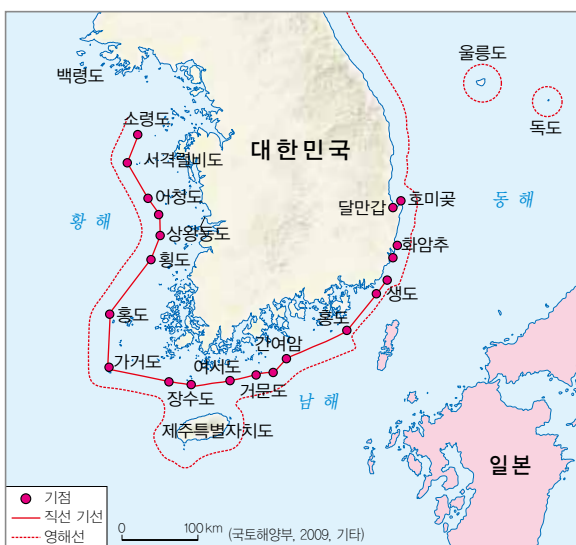 울릉도
백령도
독도
소령도
대한민국
서격렬비도
호미곶
달만갑
어청도
동해
황해
상왕등도
화암추
횡도
생도
홍도
홍도
간여암
가거도
여서도
거문도
장수도
남해
제주특별자치도
일본
기점
직선 기선
영해선
0 100km
(국토해양부, 2009, 기타)